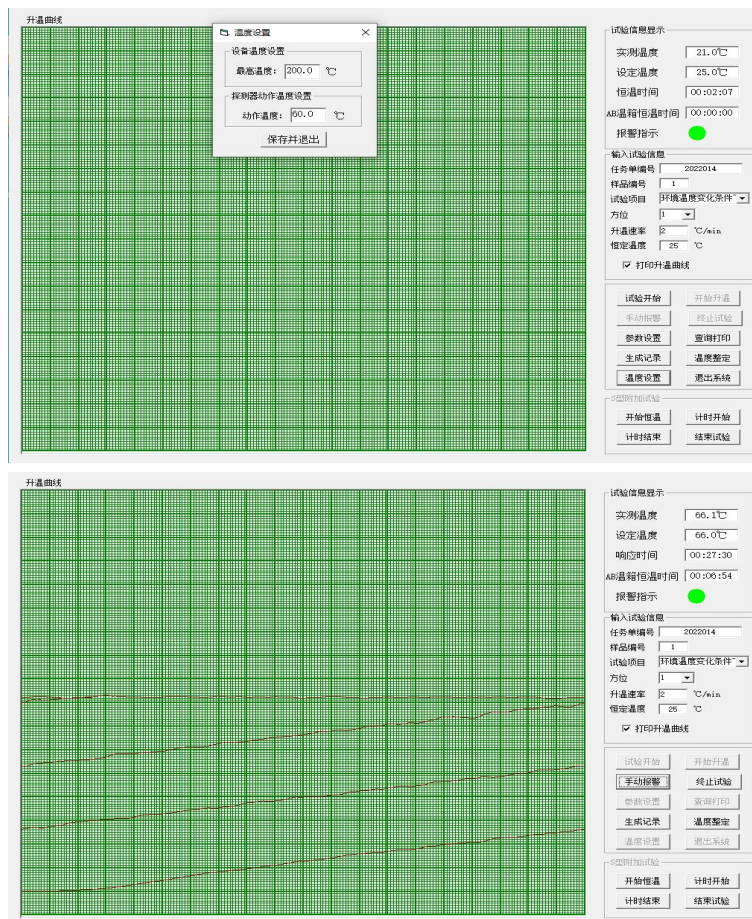 升温曲线
温度设置
设备温度设置
最高温度: 200.0 ℃
探测器动作温度设置
动作温度: 60.0 ℃
保存并退出
试验信息显示
实测温度 21.0℃
设定温度 25.0℃
恒温时间 00:02:07
AB温箱恒温时间 00:00:00
报警指示
输入试验信息
任务单编号 2022014
样品编号 1
试验项目 环境温度变化条件
方位 1
升温速率 2 ℃/min
恒定温度 25 ℃
打印升温曲线
试验开始 开始升温
手动报警 终止试验
参数设置 查询打印
生成记录 温度整定
温度设置 退出系统
S型附加试验
开始恒温 计时开始
计时结束 结束试验
升温曲线
试验信息显示
实测温度 66.1℃
设定温度 66.0℃
响应时间 00:27:30
AB温箱恒温时间 00:06:54
报警指示
输入试验信息
任务单编号 2022014
样品编号 1
试验项目 环境温度变化条件
方位 1
升温速率 2 ℃/min
恒定温度 25 ℃
打印升温曲线
试验开始 开始升温
手动报警 终止试验
参数设置 查询打印
生成记录 温度整定
温度设置 退出系统
S型附加试验
开始恒温 计时开始
计时结束 结束试验